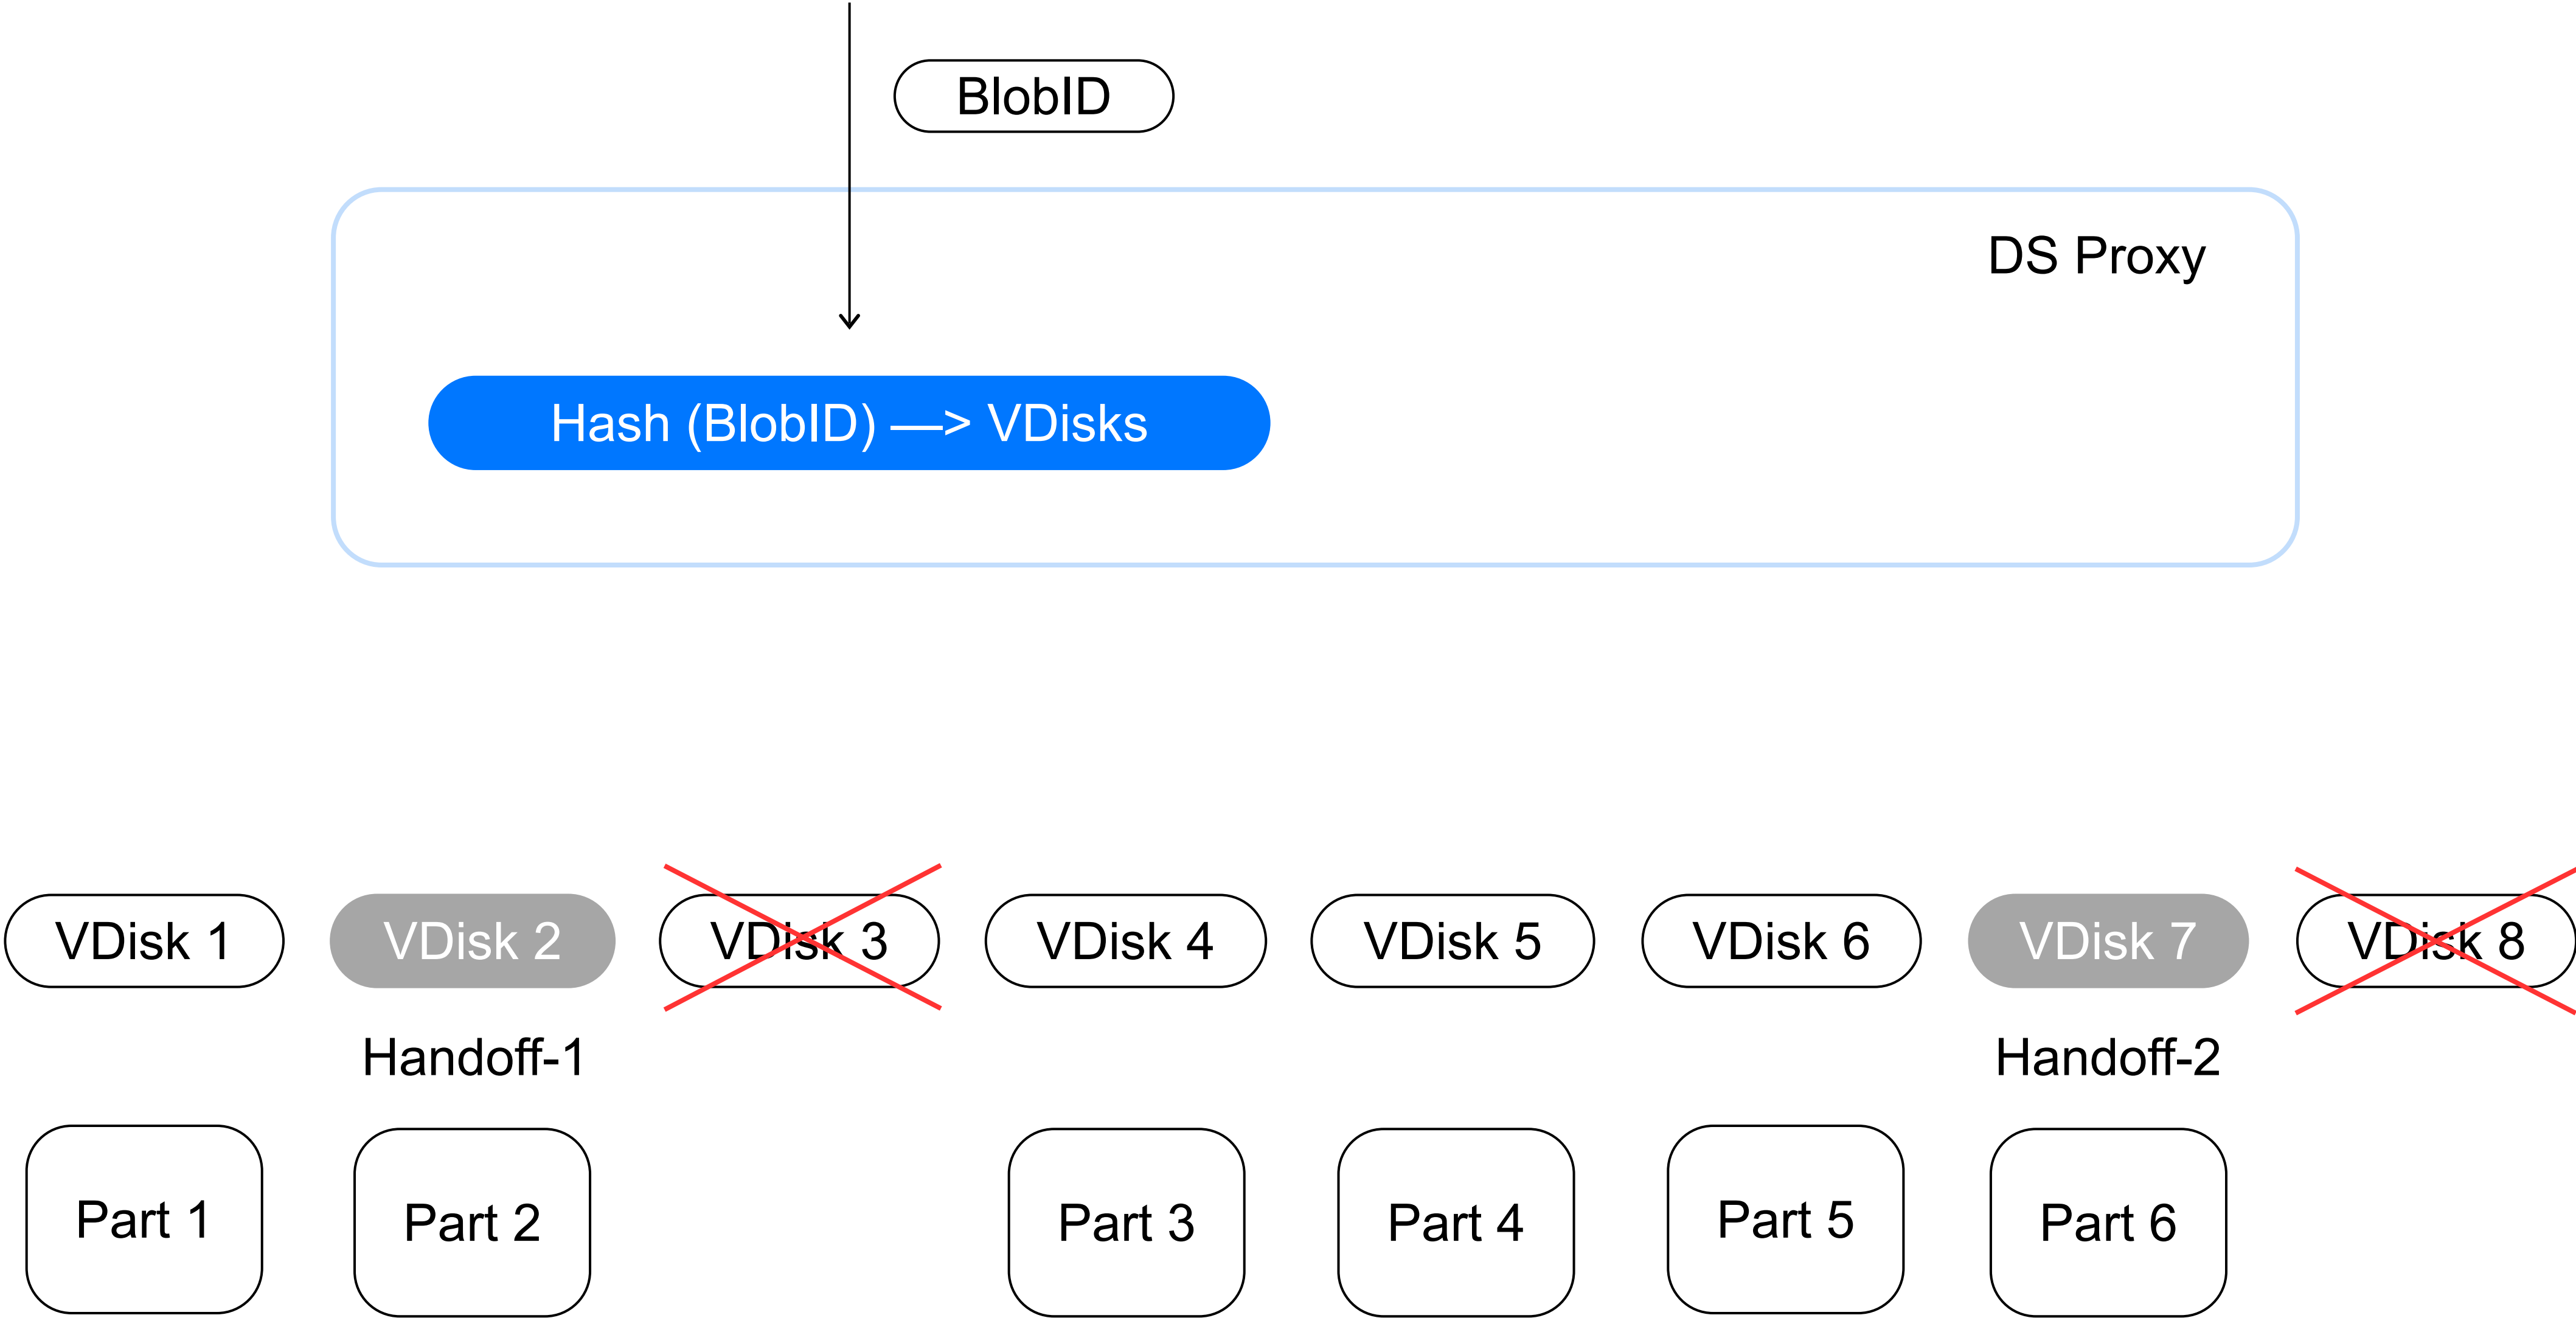 BlobID
DS Proxy
Hash (BlobID) —> VDisks
VDisk 1
VDisk 2
VDisk 3
VDisk 4
VDisk 5
VDisk 6
VDisk 7
VDisk 8
Handoff-1
Handoff-2
Part 1
Part 2
Part 3
Part 4
Part 5
Part 6